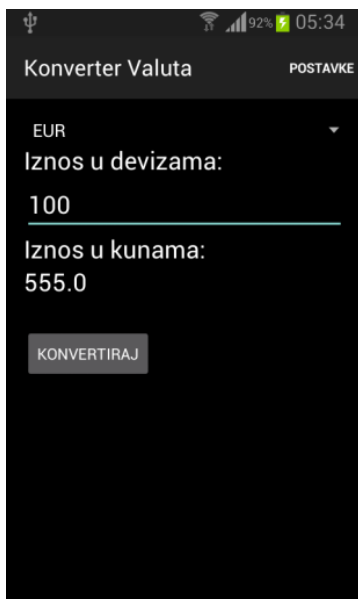 92% 05:34
Konverter Valuta POSTAVKE
EUR
Iznos u devizama:
100
Iznos u kunama:
555.0
KONVERTIRAJ